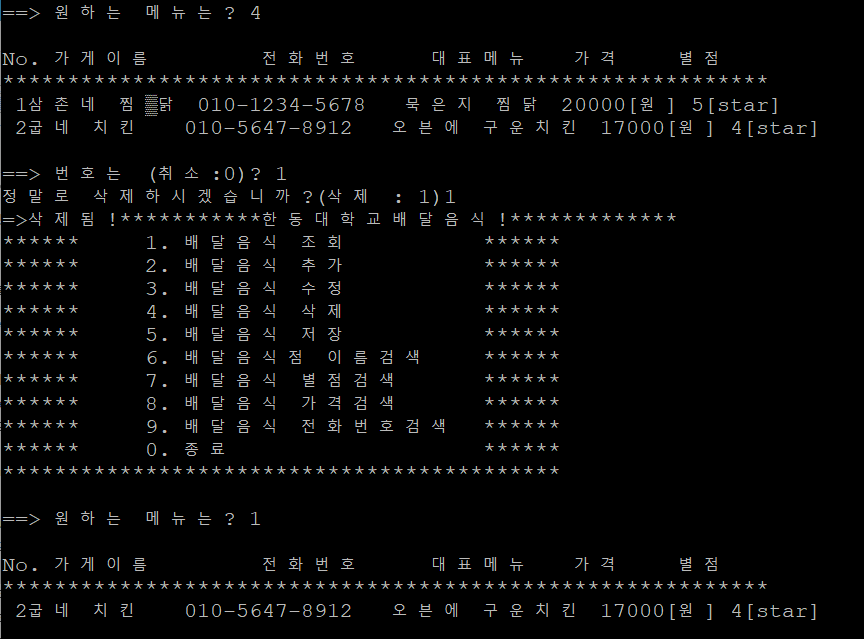 ==> 원하는 메뉴는? 4
No. 가게이름 전화번호 대표메뉴 가격 별점
***********************************************************
1삼촌네 찜▒닭 010-1234-5678 묵은지 찜닭 20000[원] 5[star]
2굽네 치킨 010-5647-8912 오븐에 구운치킨 17000[원] 4[star]
==> 번호는 (취소:0)? 1
정말로 삭제하시겠습니까?(삭제 : 1)1
=>삭제됨!***********한동대학교배달음식!*************
****** 1. 배달음식 조회 ******
****** 2. 배달음식 추가 ******
****** 3. 배달음식 수정 ******
****** 4. 배달음식 삭제 ******
****** 5. 배달음식 저장 ******
****** 6. 배달음식점 이름검색 ******
****** 7. 배달음식 별점검색 ******
****** 8. 배달음식 가격검색 ******
****** 9. 배달음식 전화번호검색 ******
****** 0. 종료 ******
*******************************************
==> 원하는 메뉴는? 1
No. 가게이름 전화번호 대표메뉴 가격 별점
***********************************************************
2굽네 치킨 010-5647-8912 오븐에 구운치킨 17000[원] 4[star]